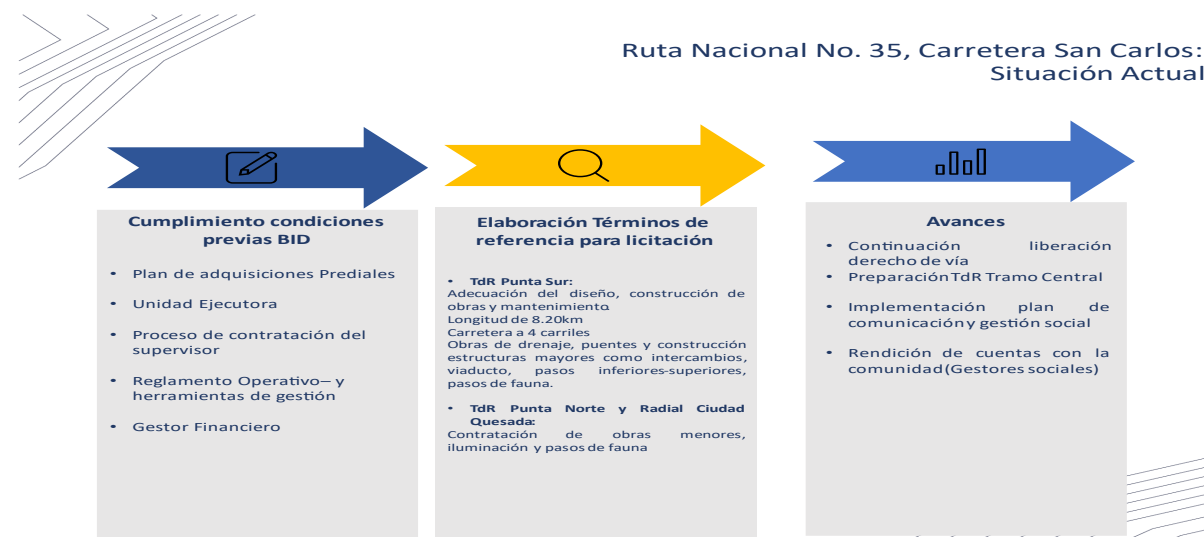 Ruta Nacional No. 35, Carretera San Carlos:
Situación Actual
Cumplimiento condiciones
previas BID
• Plan de adquisiciones Prediales
• Unidad Ejecutora
• Proceso de contratación del
supervisor
• Reglamento Operativo– y
herramientas de gestión
• Gestor Financiero
Elaboración Términos de
referencia para licitación
• TdR Punta Sur:
Adecuación del diseño, construcción de
obras y mantenimiento.
Longitud de 8.20km
Carretera a 4 carriles
Obras de drenaje, puentes y construcción
estructuras mayores como intercambios,
viaducto, pasos inferiores-superiores,
pasos de fauna.
• TdR Punta Norte y Radial Ciudad
Quesada:
Contratación de obras menores,
iluminación y pasos de fauna
Avances
• Continuación liberación
derecho de vía
• Preparación TdR Tramo Central
• Implementación plan de
comunicación y gestión social
• Rendición de cuentas con la
comunidad (Gestores sociales)